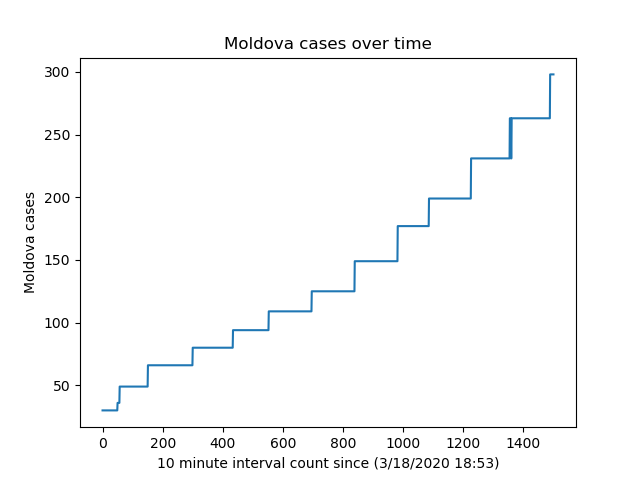 Moldova cases over time
300
250
200
150
100
50
Moldova cases
0 200 400 600 800 1000 1200 1400
10 minute interval count since (3/18/2020 18:53)